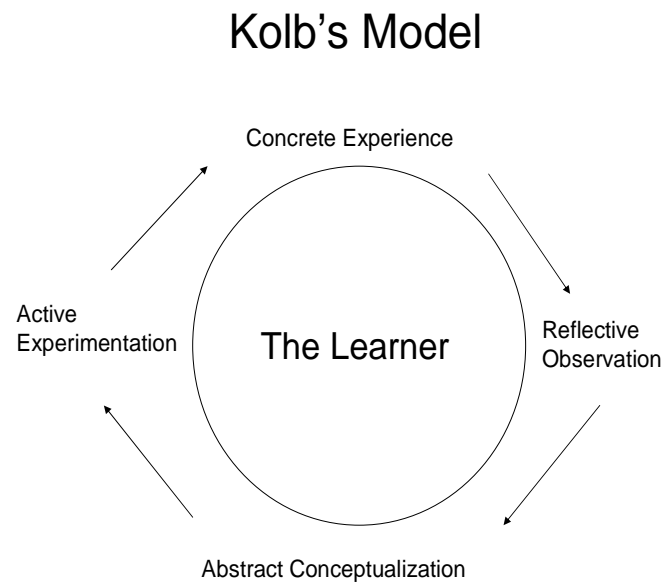 Kolb’s Model
Concrete Experience
Active
Experimentation
The Learner
Reflective
Observation
Abstract Conceptualization